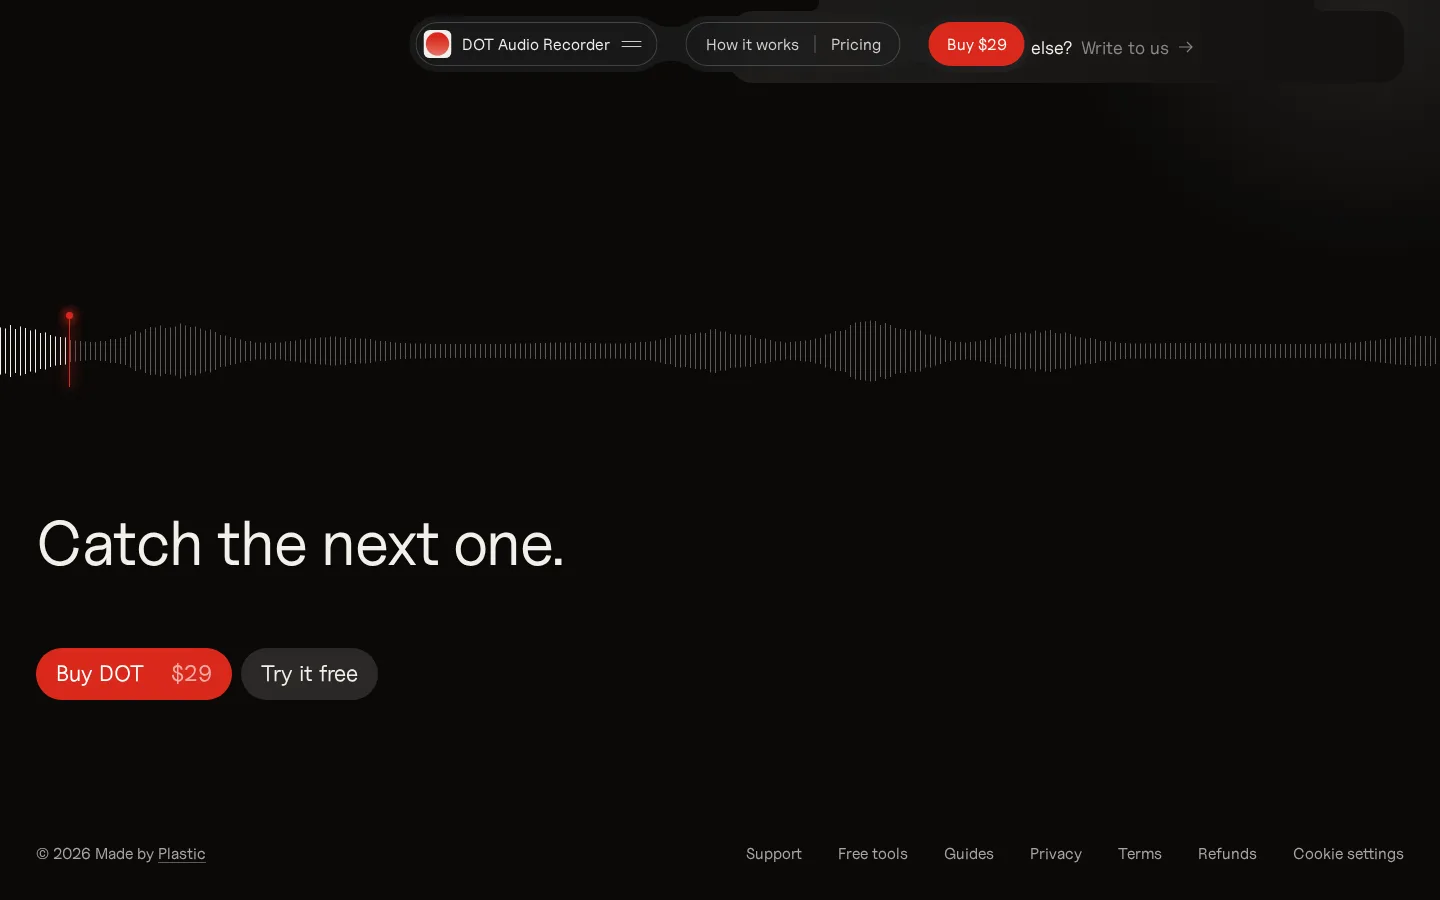 DOT Audio Recorder
How it works
Pricing
Buy $29
else? Write to us →
Catch the next one.
Buy DOT $29
Try it free
© 2026 Made by Plastic
Support
Free tools
Guides
Privacy
Terms
Refunds
Cookie settings